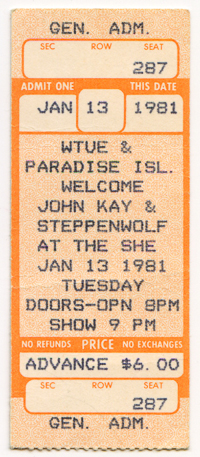 GEN. ADM.
SEC ROW SEAT
287
ADMIT ONE THIS DATE
JAN 13 1981
WTUE &
PARADISE ISL.
WELCOME
JOHN KAY &
STEPPENWOLF
AT THE SHE
JAN 13 1981
TUESDAY
DOORS-OPN 8PM
SHOW 9 PM
NO REFUNDS PRICE NO EXCHANGES
ADVANCE $6.00
SEC ROW SEAT
287
GEN. ADM.